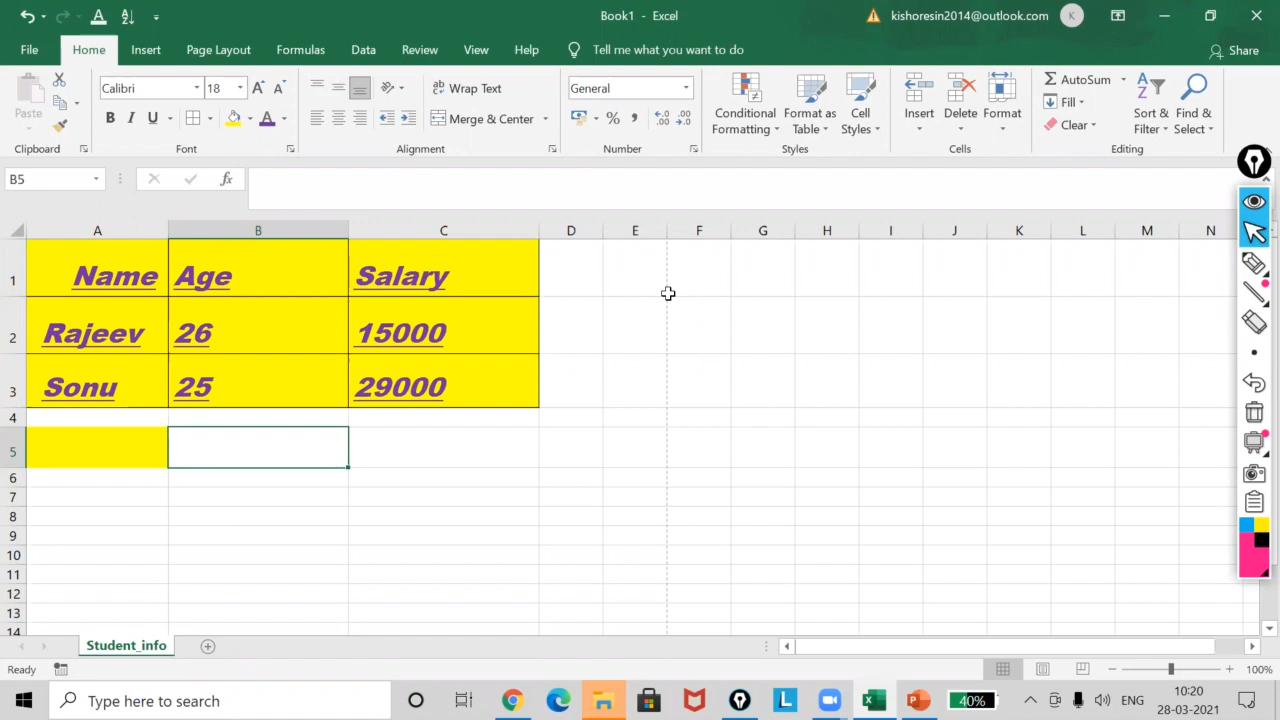 Book1 - Excel
kishoresin2014@outlook.com K
File Home Insert Page Layout Formulas Data Review View Help Tell me what you want to do Share
Paste
Calibri 18
B I U A
Wrap Text
Merge & Center
General
% ,
Conditional Formatting
Format as Table
Cell Styles
Insert
Delete
Format
AutoSum
Fill
Clear
Sort & Filter
Find & Select
Clipboard Font Alignment Number Styles Cells Editing
B5 fx
A B C D E F G H I J K L M N
1 Name Age Salary
2 Rajeev 26 15000
3 Sonu 25 29000
4
5
6
7
8
9
10
11
12
13
14
Student_info
Ready 100%
Type here to search
40%
ENG
10:20
28-03-2021